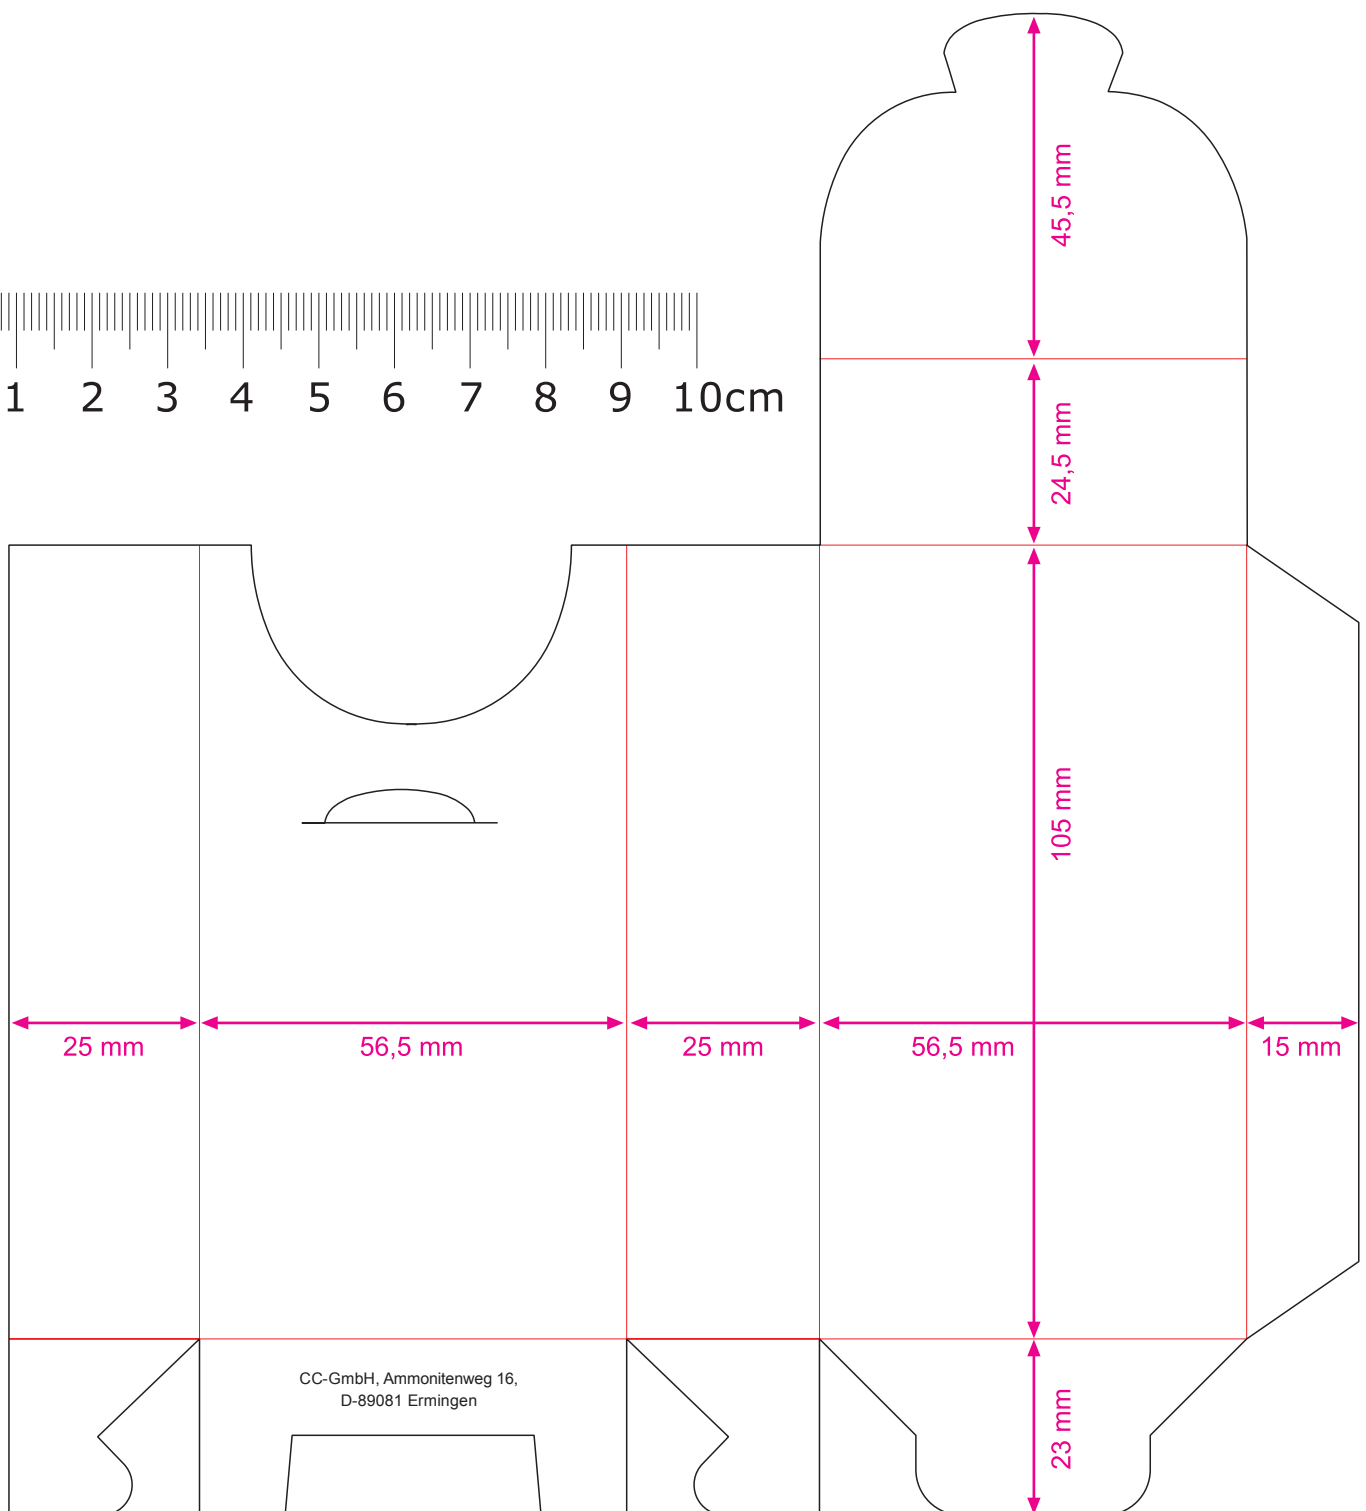 45,5 mm
1 2 3 4 5 6 7 8 9 10cm
24,5 mm
105 mm
25 mm 56,5 mm 25 mm 56,5 mm 15 mm
CC-GmbH, Ammonitenweg 16,
D-89081 Ermingen
23 mm